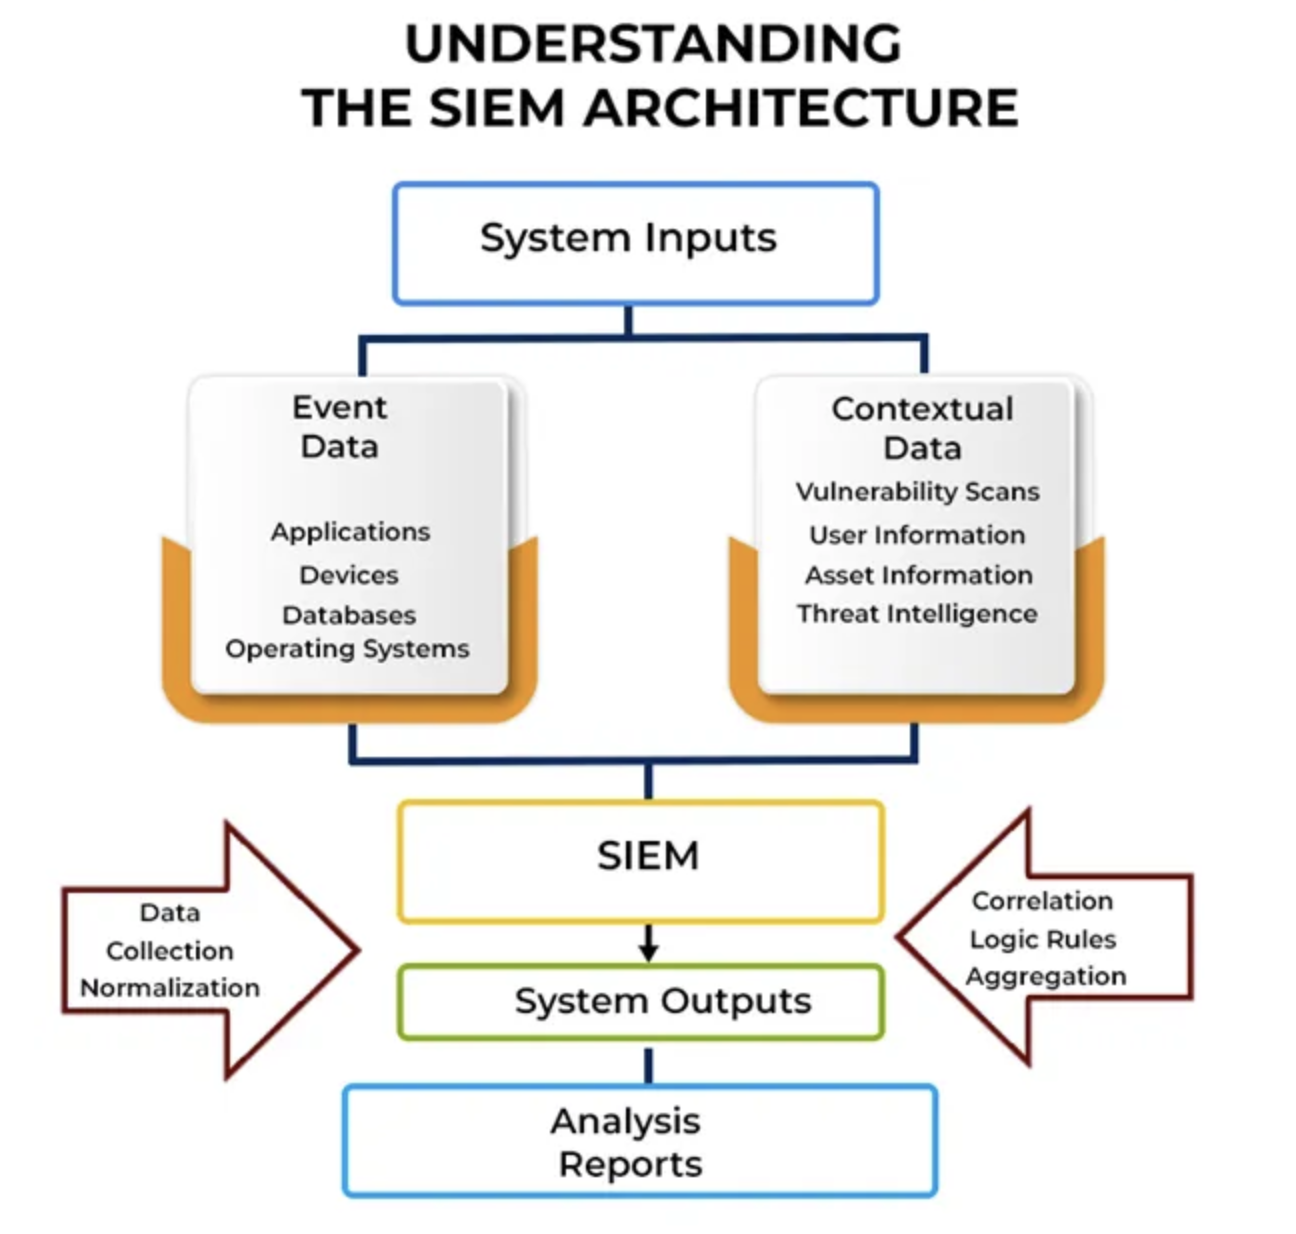 UNDERSTANDING
THE SIEM ARCHITECTURE
System Inputs
Event
Data
Applications
Devices
Databases
Operating Systems
Contextual
Data
Vulnerability Scans
User Information
Asset Information
Threat Intelligence
SIEM
Data
Collection
Normalization
Correlation
Logic Rules
Aggregation
System Outputs
Analysis
Reports